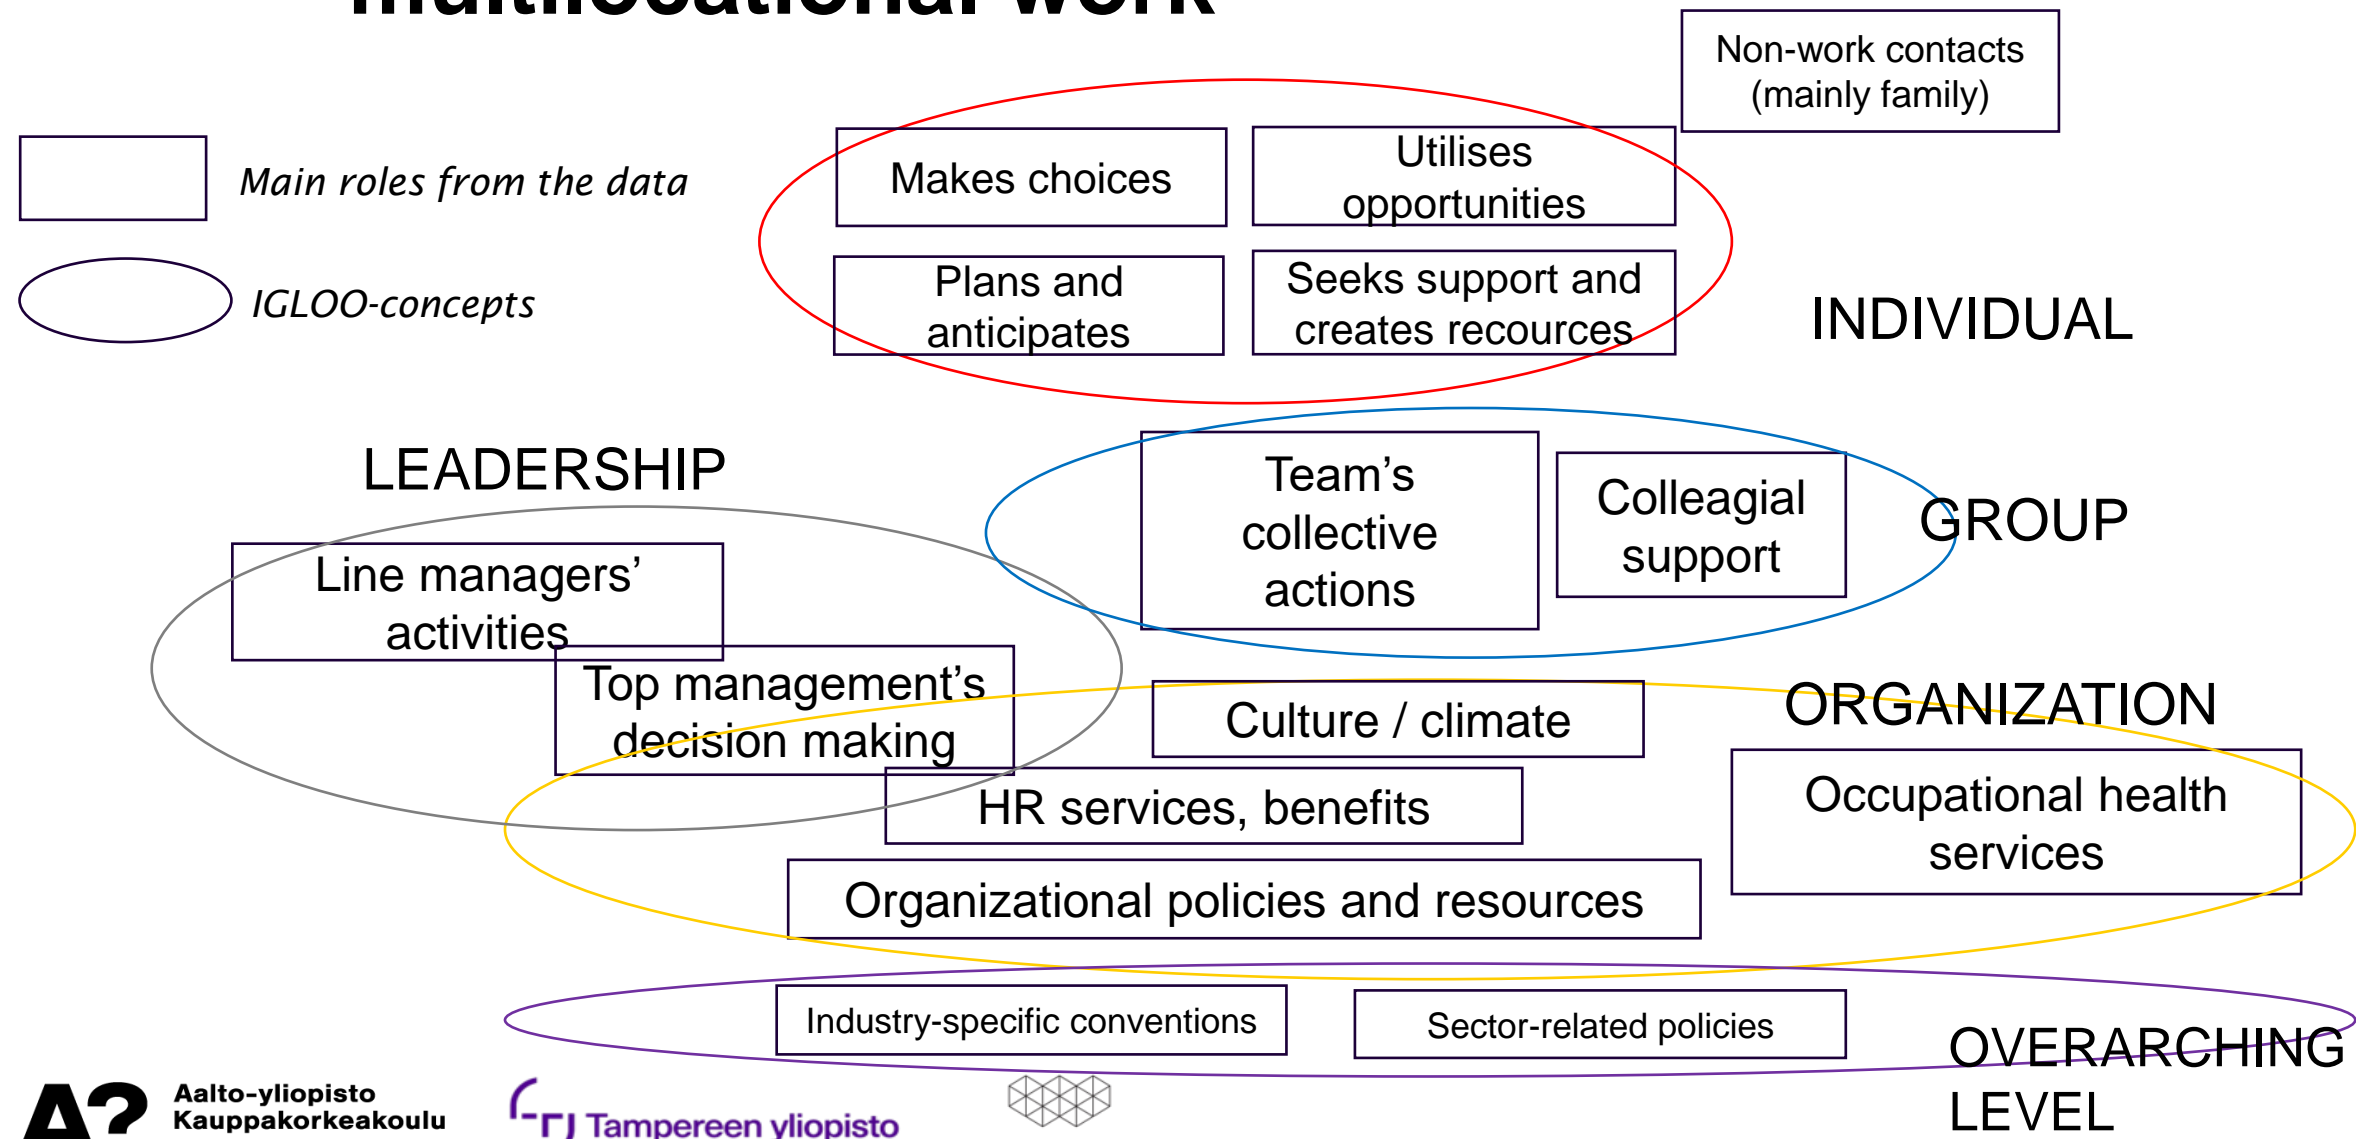 multilocational work
Non-work contacts
(mainly family)
Main roles from the data
IGLOO-concepts
Makes choices
Utilises
opportunities
Plans and
anticipates
Seeks support and
creates recources
INDIVIDUAL
LEADERSHIP
Team's
collective
actions
Colleagial
support
GROUP
Line managers'
activities
Top management's
decision making
Culture / climate
ORGANIZATION
HR services, benefits
Occupational health
services
Organizational policies and resources
Industry-specific conventions
Sector-related policies
OVERARCHING
LEVEL
A?
Aalto-yliopisto
Kauppakorkeakoulu
Tampereen yliopisto